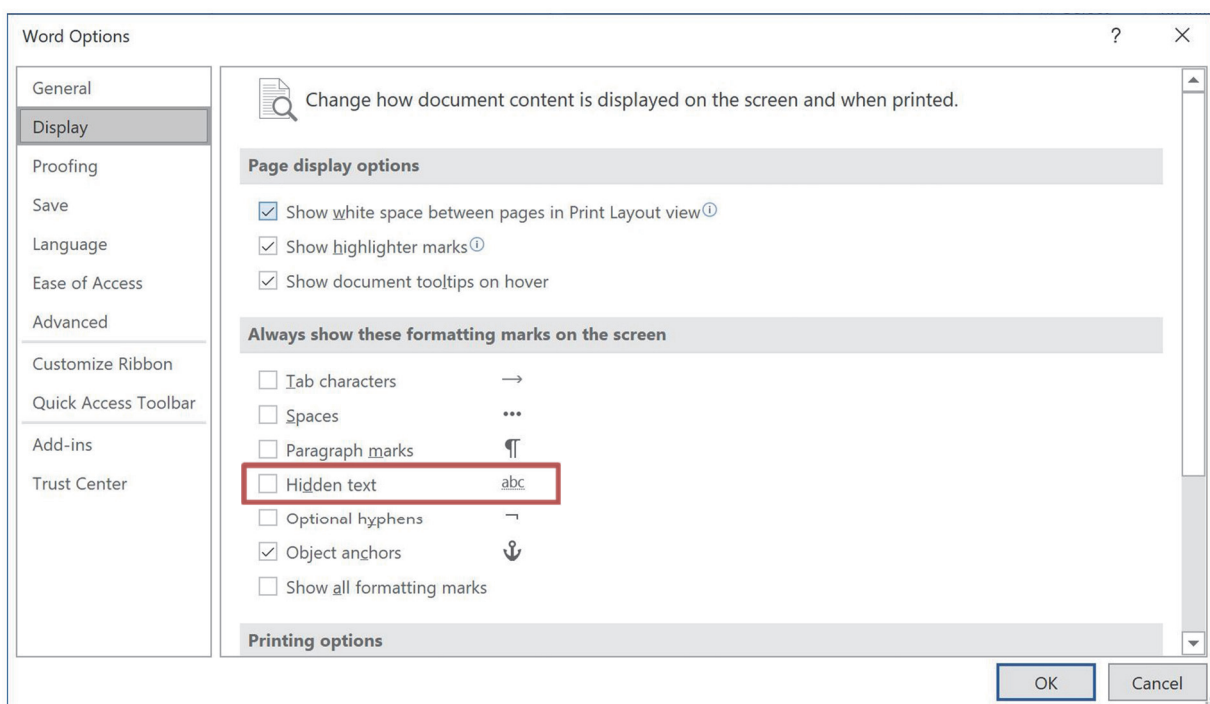 Word Options
?
General
Display
Proofing
Save
Language
Ease of Access
Advanced
Customize Ribbon
Quick Access Toolbar
Add-ins
Trust Center
Change how document content is displayed on the screen and when printed.
Page display options
Show white space between pages in Print Layout view
Show highlighter marks
Show document tooltips on hover
Always show these formatting marks on the screen
Tab characters →
Spaces •••
Paragraph marks ¶
Hidden text abc
Optional hyphens ¬
Object anchors
Show all formatting marks
Printing options
OK Cancel